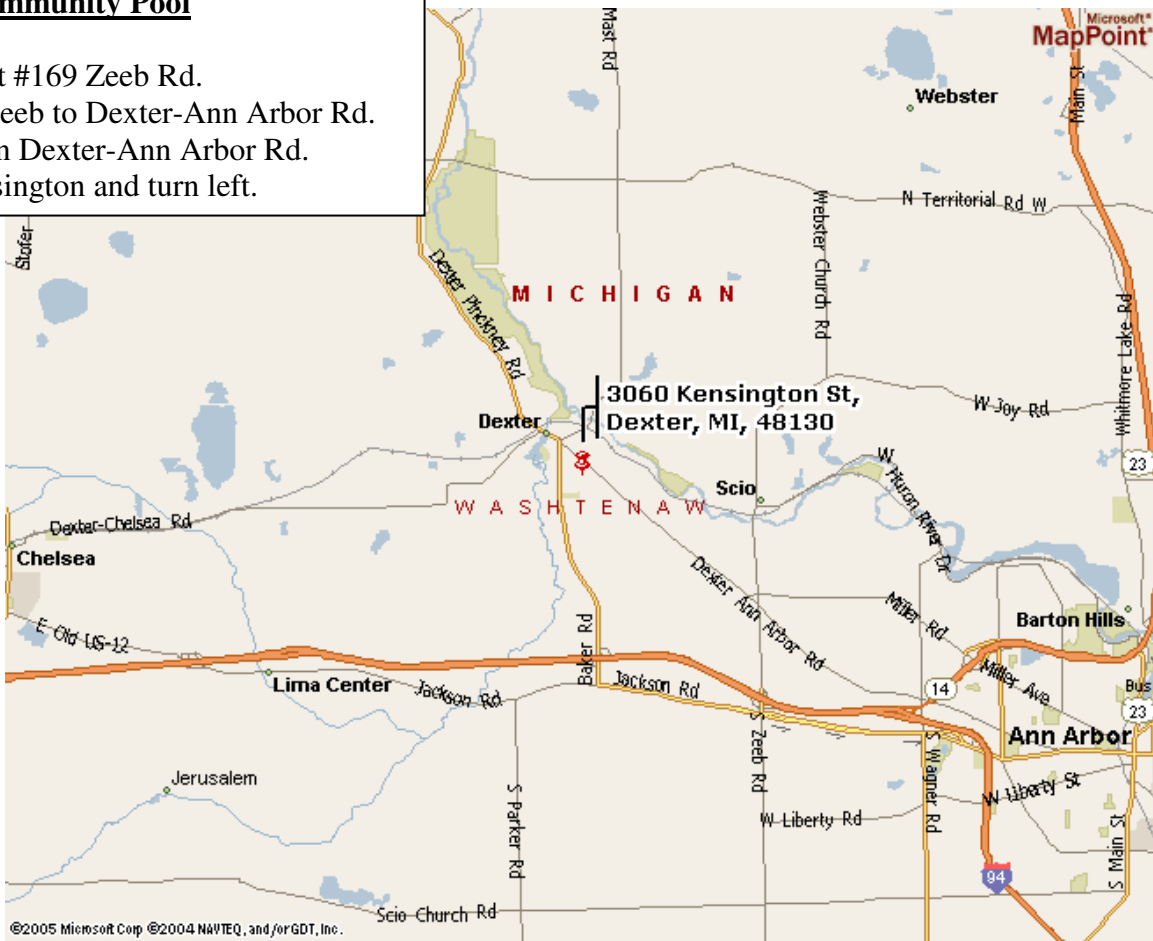 mmunity Pool
t #169 Zeeb Rd.
eeb to Dexter-Ann Arbor Rd.
n Dexter-Ann Arbor Rd.
sington and turn left.
Microsoft®
MapPoint®
Mast Rd
Main St
Webster
N Territorial Rd W
Webster Church Rd
Stofer
Dexter Pinckney Rd
MICHIGAN
Whitmore Lake Rd
3060 Kensington St,
Dexter, MI, 48130
W Joy Rd
Dexter
23
W Huron River Dr
Scio
WASHTENAW
Dexter-Chelsea Rd
Chelsea
Dexter Ann Arbor Rd
Miller Rd
Barton Hills
E Old US-12
Baker Rd
Lima Center
Jackson Rd
Jackson Rd
14
Miller Ave
Bus
23
S Zeeb Rd
Ann Arbor
S Wagner Rd
Jerusalem
S Parker Rd
W Liberty St
W Liberty Rd
S Main St
94
Scio Church Rd
©2005 Microsoft Corp ©2004 NAVTEQ, and/or GDT, Inc.